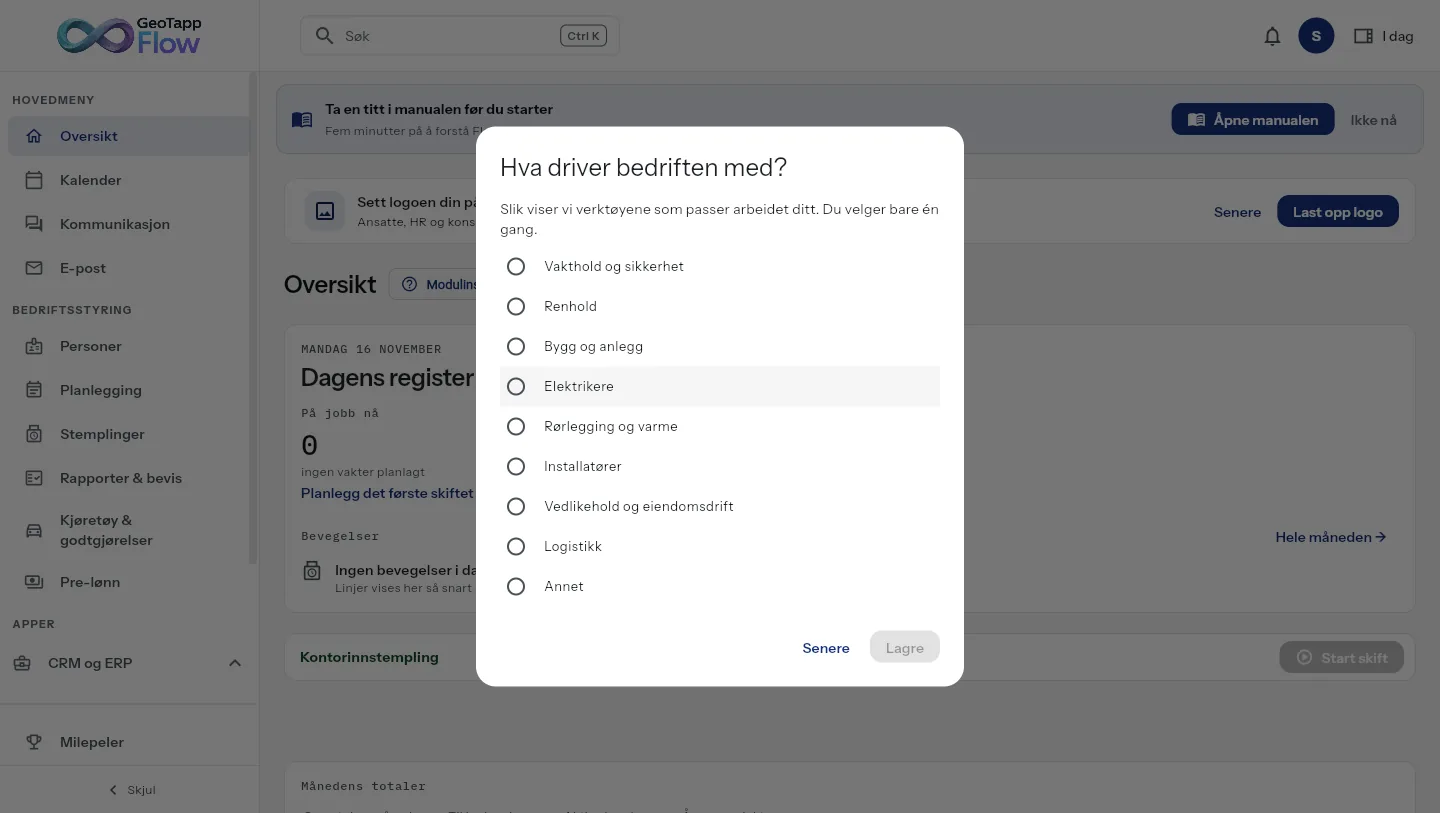 GeoTapp
Flow
Søk
Ctrl K
S
I dag
HOVEDMENY
Oversikt
Kalender
Kommunikasjon
E-post
BEDRIFTSSTYRING
Personer
Planlegging
Stemplinger
Rapporter & bevis
Kjøretøy &
godtgjørelser
Pre-lønn
APPER
CRM og ERP
Milepeler
Skjul
Ta en titt i manualen før du starter
Fem minutter på å forstå
Åpne manualen
Ikke nå
Sett logoen din
Ansatte, HR og
Senere
Last opp logo
Oversikt
MANDAG 16 NOVEMBER
Dagens register
På jobb nå
0
ingen vakter planlagt
Planlegg det første skiftet
Bevegelser
Ingen bevegelser i
Linjer vises her så snart
Hele måneden
Kontorinnstempling
Start skift
Månedens totaler
Hva driver bedriften med?
Slik viser vi verktøyene som passer arbeidet ditt. Du velger bare én
gang.
Vakthold og sikkerhet
Renhold
Bygg og anlegg
Elektrikere
Rørlegging og varme
Installatører
Vedlikehold og eiendomsdrift
Logistikk
Annet
Senere
Lagre